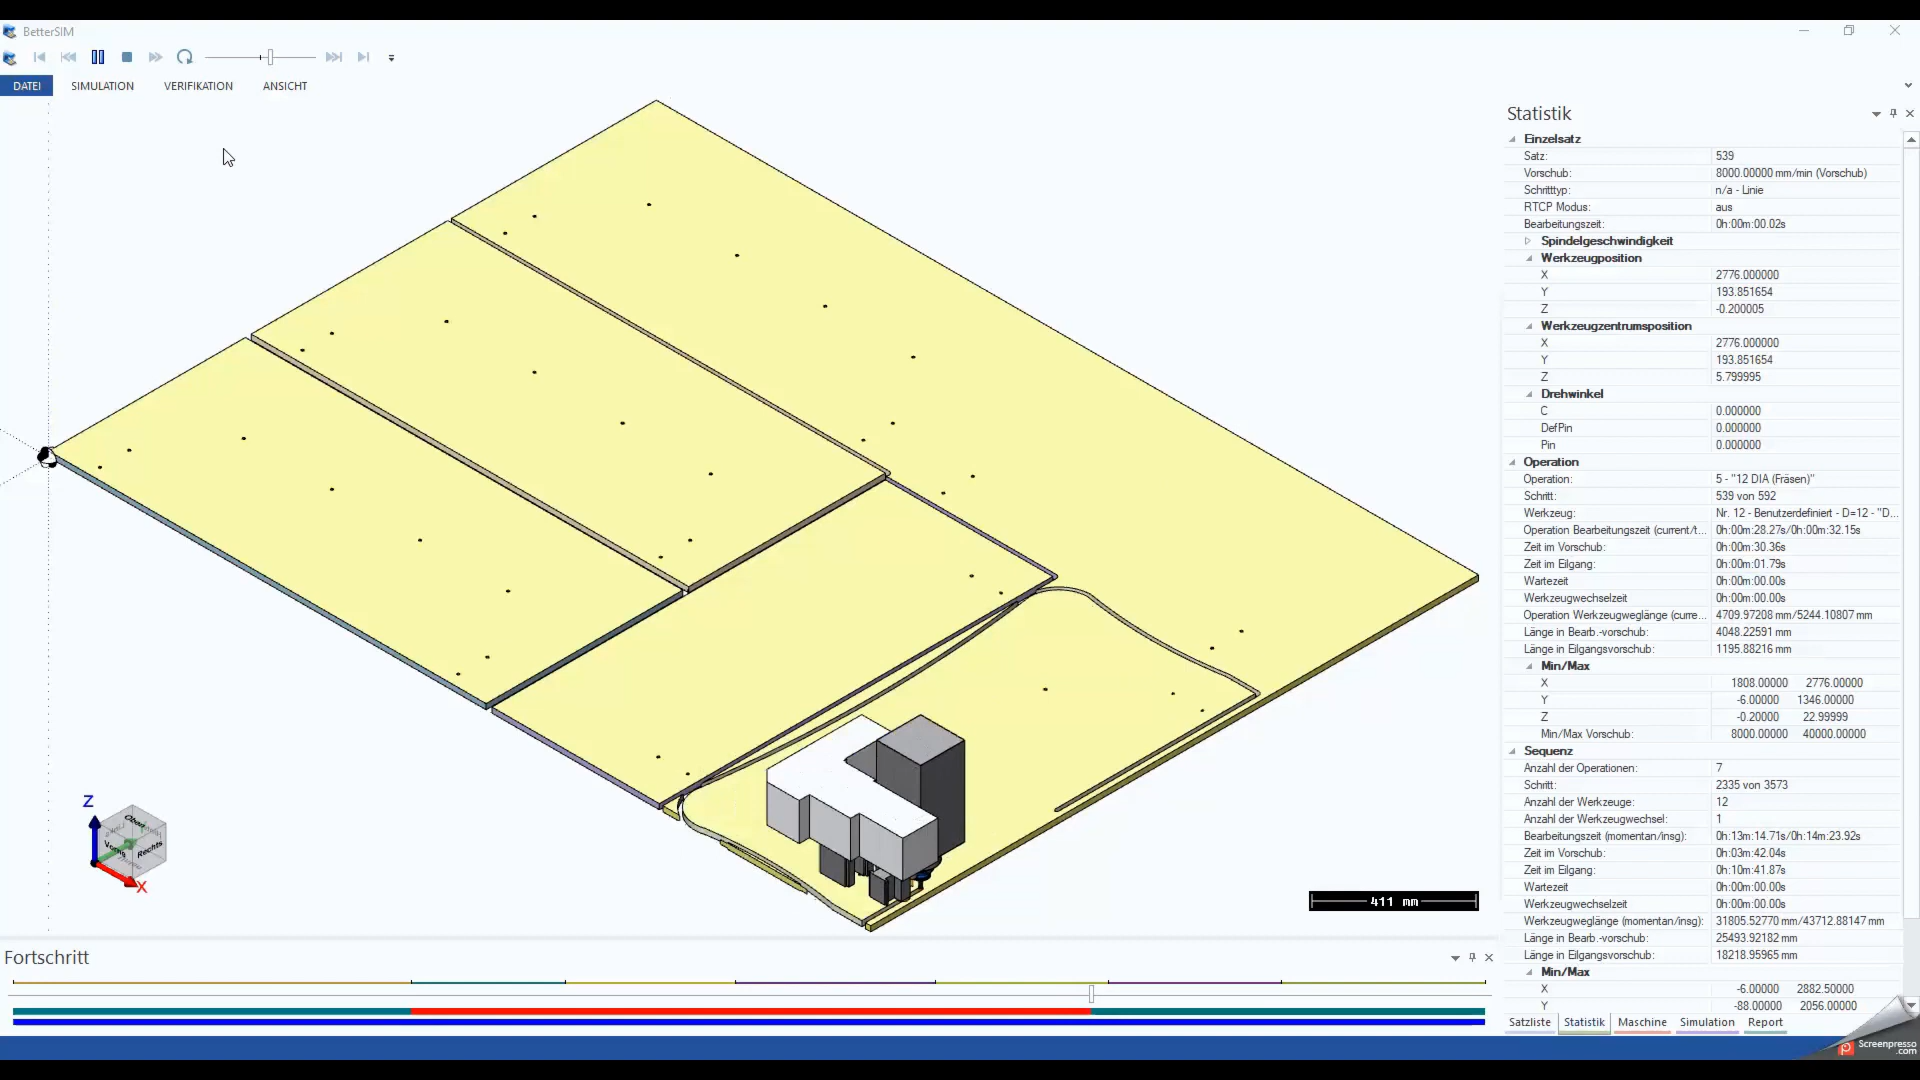 BetterSIM
DATEI SIMULATION VERIFIKATION ANSICHT
Statistik
Einzelsatz
Satz: 539
Vorschub: 8000.00000 mm/min (Vorschub)
Schritttyp: n/a - Linie
RTCP Modus: aus
Bearbeitungszeit: 0h:00m:00.02s
Spindelgeschwindigkeit
Werkzeugposition
X 2776.000000
Y 193.851654
Z -0.200005
Werkzeugzentrumsposition
X 2776.000000
Y 193.851654
Z 5.799995
Drehwinkel
C 0.000000
DefPin 0.000000
Pin 0.000000
Operation
Operation: 5 - "12 DIA (Fräsen)"
Schritt: 539 von 592
Werkzeug: Nr. 12 - Benutzerdefiniert - D=12 - "D...
Operation Bearbeitungszeit (current/t... 0h:00m:28.27s/0h:00m:32.15s
Zeit im Vorschub: 0h:00m:30.36s
Zeit im Eilgang: 0h:00m:01.79s
Wartezeit 0h:00m:00.00s
Werkzeugwechselzeit 0h:00m:00.00s
Operation Werkzeugweglänge (curre... 4709.97208 mm/5244.10807 mm
Länge in Bearb.-vorschub: 4048.22591 mm
Länge in Eilgangsvorschub: 1195.88216 mm
Min/Max
X 1808.00000 2776.00000
Y -6.00000 1346.00000
Z -0.20000 22.99999
Min/Max Vorschub: 8000.00000 40000.00000
Sequenz
Anzahl der Operationen: 7
Schritt: 2335 von 3573
Anzahl der Werkzeuge: 12
Anzahl der Werkzeugwechsel: 1
Bearbeitungszeit (momentan/insg): 0h:13m:14.71s/0h:14m:23.92s
Zeit im Vorschub: 0h:03m:42.04s
Zeit im Eilgang: 0h:10m:41.87s
Wartezeit 0h:00m:00.00s
Werkzeugwechselzeit 0h:00m:00.00s
Werkzeugweglänge (momentan/insg): 31805.52770 mm/43712.88147 mm
Länge in Bearb.-vorschub: 25493.92182 mm
Länge in Eilgangsvorschub: 18218.95965 mm
Min/Max
X -6.00000 2882.50000
Y -88.00000 2056.00000
Satzliste Statistik Maschine Simulation Report
Z
Oben
Vorne
Rechts
X
411 mm
Fortschritt
Screenpresso
.com